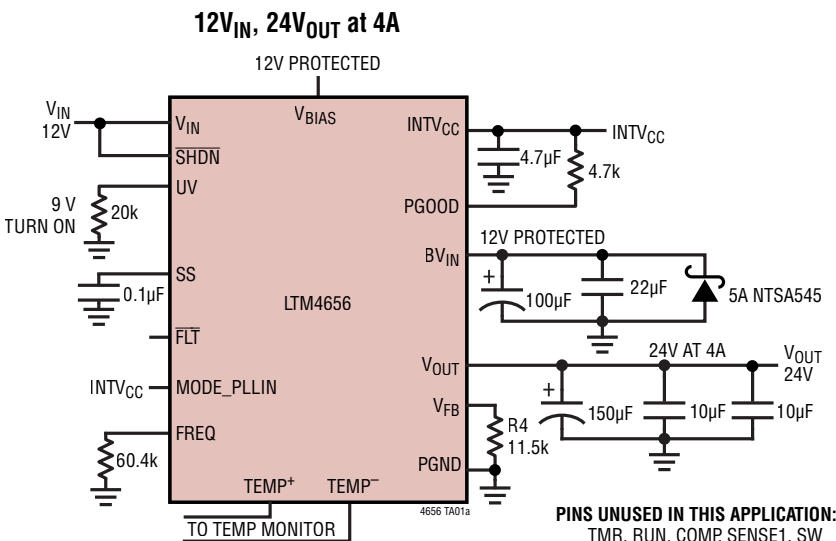 12VIN, 24VOUT at 4A
12V PROTECTED
VIN
12V
VIN
VBIAS
INTVCC
INTVCC
SHDN
4.7µF
4.7k
UV
9 V
TURN ON
20k
PGOOD
12V PROTECTED
BVIN
SS
0.1µF
+
100µF
22µF
5A NTSA545
LTM4656
FLT
VOUT
24V AT 4A
VOUT
24V
INTVCC
MODE_PLLIN
VFB
+
150µF
10µF
10µF
R4
11.5k
FREQ
60.4k
PGND
TEMP+
TEMP–
4656 TA01a
TO TEMP MONITOR
PINS UNUSED IN THIS APPLICATION:
TMR, RUN, COMP, SENSE1, SW